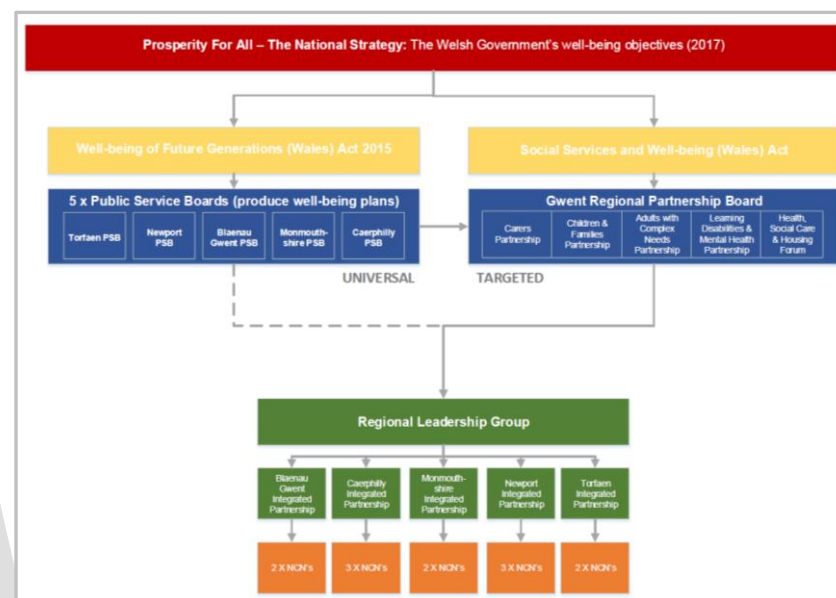 Prosperity For All – The National Strategy: The Welsh Government's well-being objectives (2017)
Well-being of Future Generations (Wales) Act 2015
Social Services and Well-being (Wales) Act
5 x Public Service Boards (produce well-being plans)
Torfaen PSB
Newport
PSB
Blaenau
Gwent PSB
Monmouth-
shire PSB
Caerphilly
PSB
Gwent Regional Partnership Board
Carers
Partnership
Children &
Families
Partnership
Adults with
Complex
Needs
Partnership
Learning
Disabilities &
Mental Health
Partnership
Health,
Social Care
& Housing
Forum
UNIVERSAL
TARGETED
Regional Leadership Group
Blaenau
Gwent
Integrated
Partnership
Caerphilly
Integrated
Partnership
Monmouth-
shire
Integrated
Partnership
Newport
Integrated
Partnership
Torfaen
Integrated
Partnership
2 X NCN's
3 X NCN's
2 X NCN's
3 X NCN's
2 X NCN's